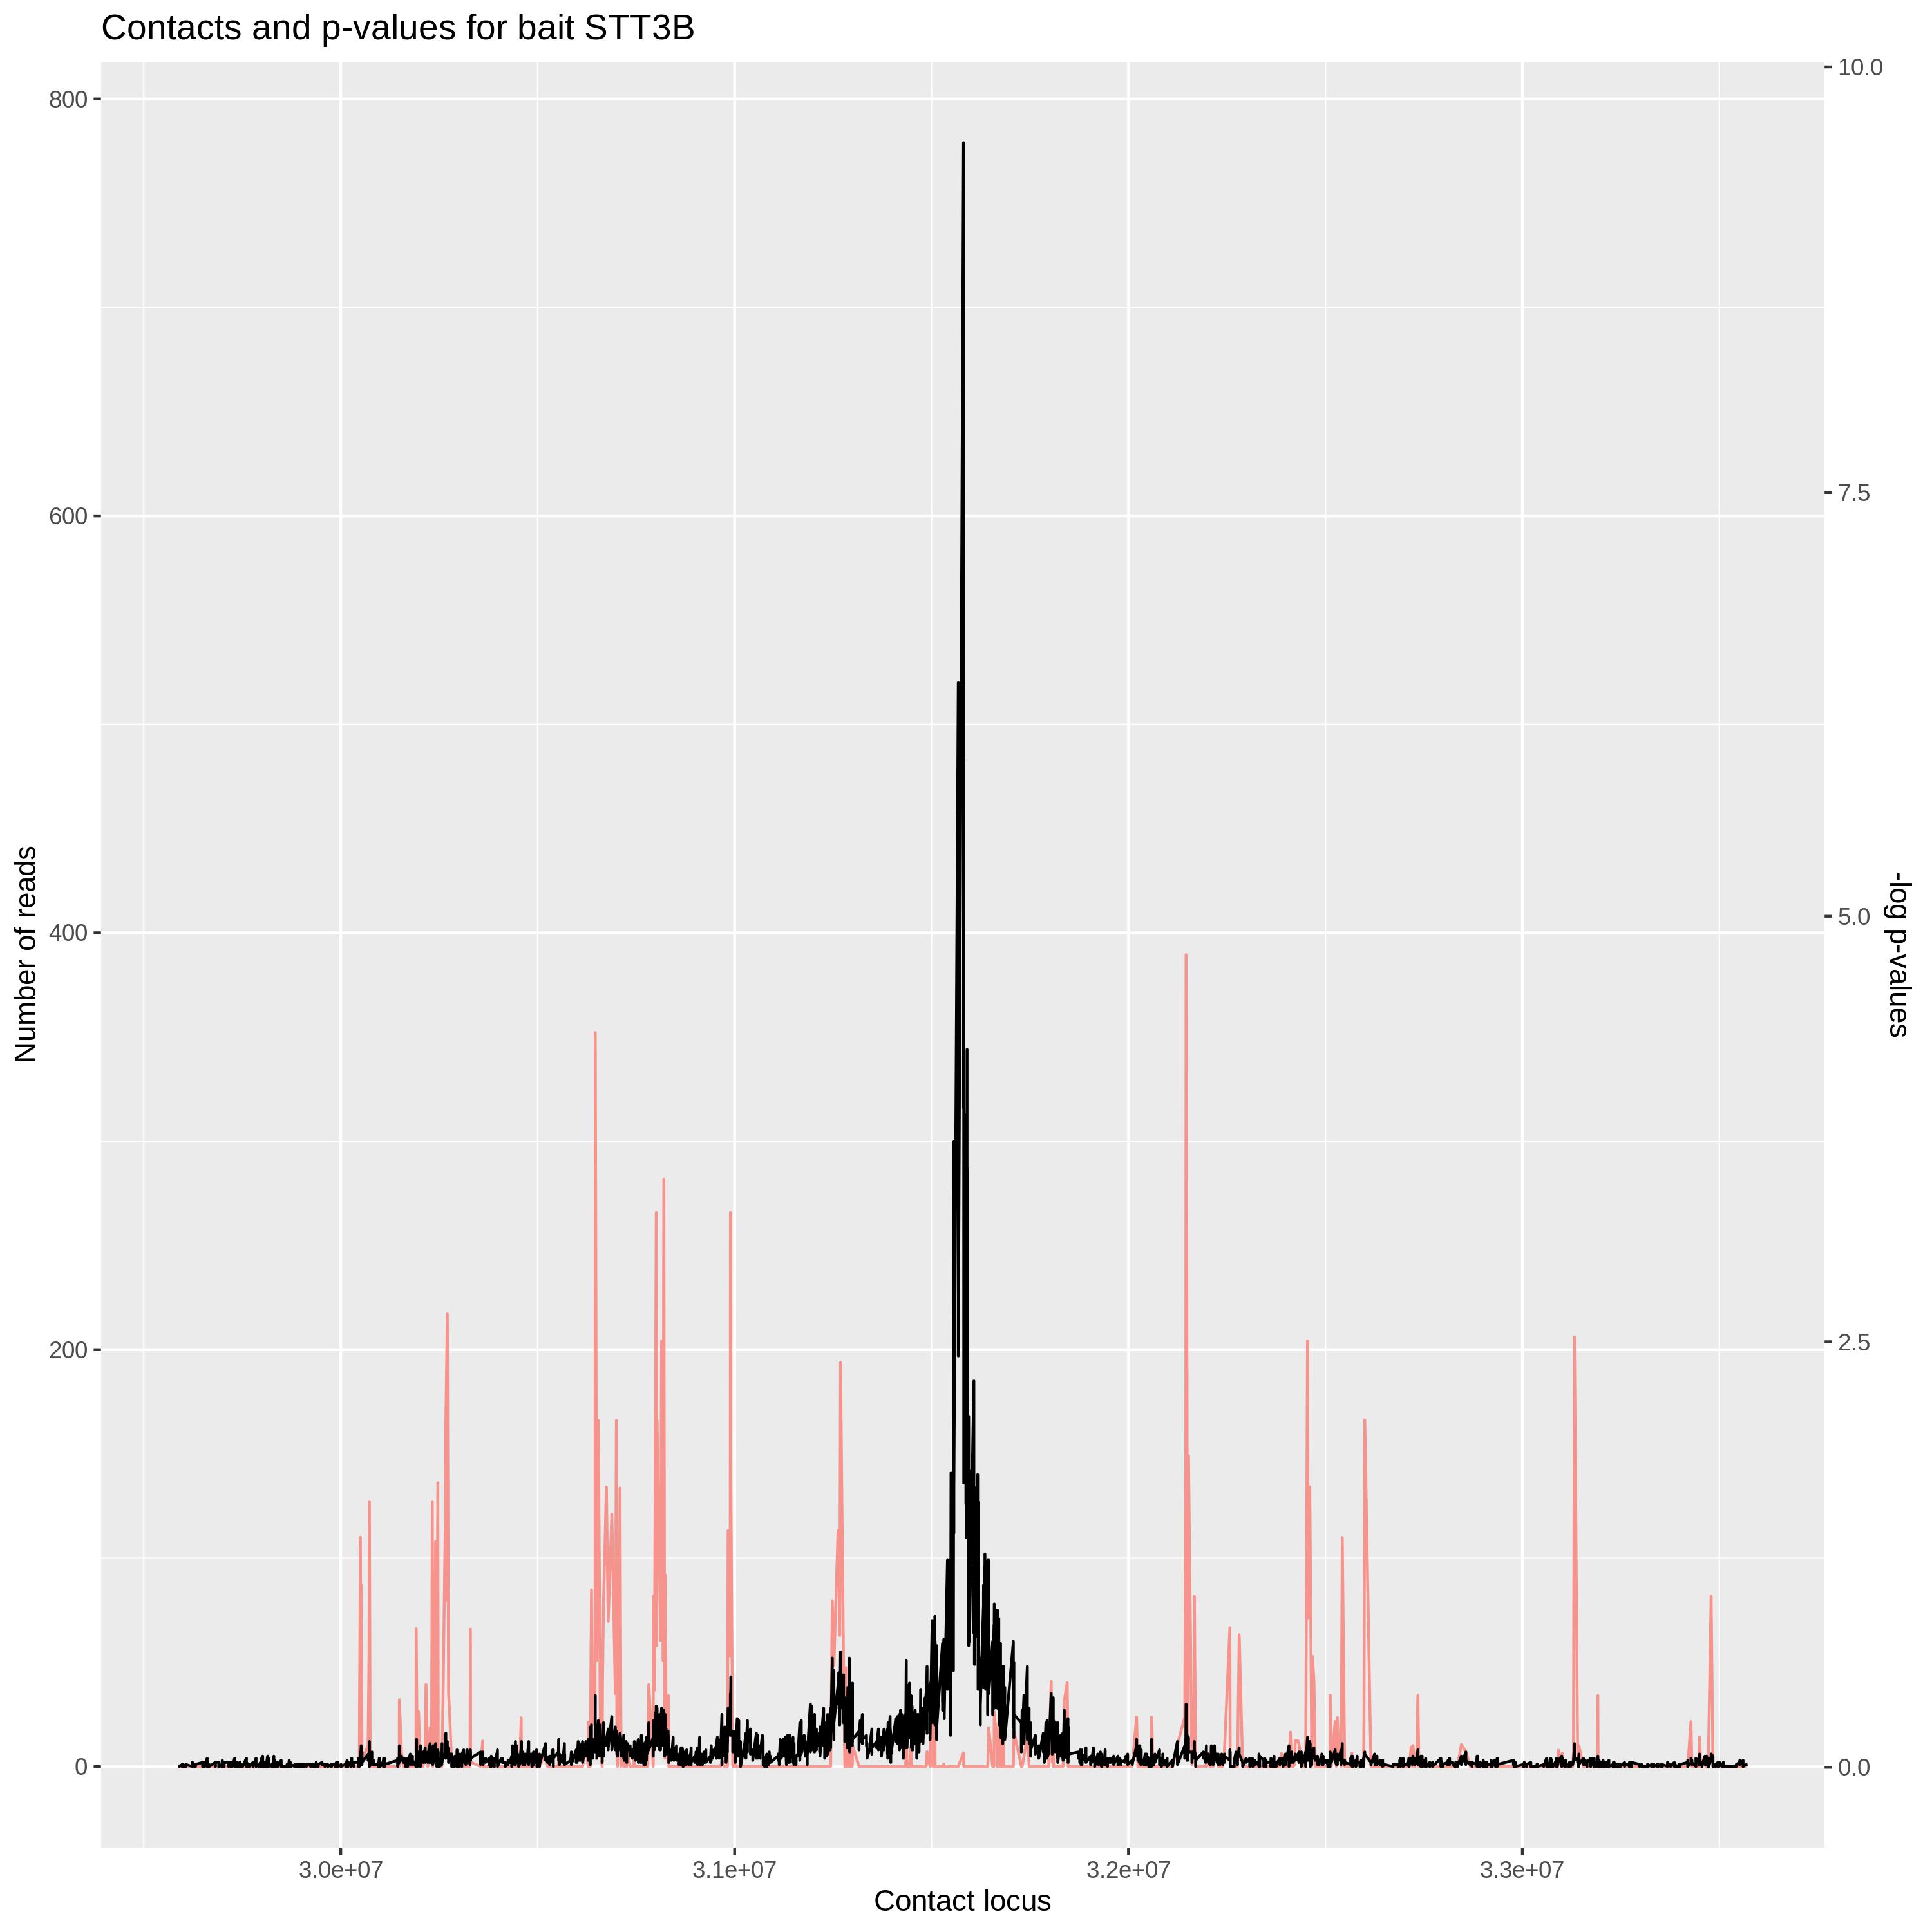 Contacts and p-values for bait STT3B
800
600
400
200
0
Number of reads
10.0
7.5
5.0
2.5
0.0
-log p-values
3.0e+07
3.1e+07
3.2e+07
3.3e+07
Contact locus